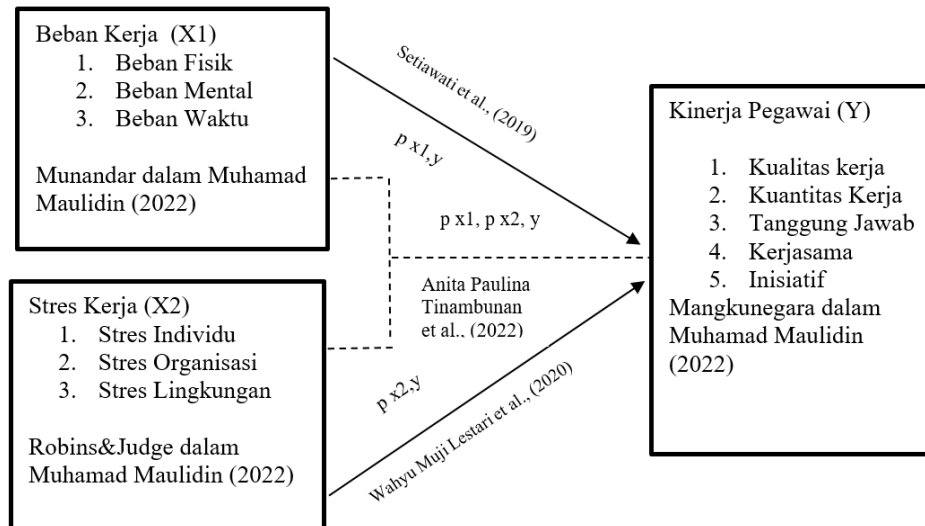 Beban Kerja (X1)
1. Beban Fisik
2. Beban Mental
3. Beban Waktu
Munandar dalam Muhamad
Maulidin (2022)
Stres Kerja (X2)
1. Stres Individu
2. Stres Organisasi
3. Stres Lingkungan
Robins&Judge dalam
Muhamad Maulidin (2022)
Setiawati et al., (2019)
p x1,y
p x1, p x2, y
Anita Paulina
Tinambunan
et al., (2022)
p x2,y
Wahyu Muji Lestari et al., (2020)
Kinerja Pegawai (Y)
1. Kualitas kerja
2. Kuantitas Kerja
3. Tanggung Jawab
4. Kerjasama
5. Inisiatif
Mangkunegara dalam
Muhamad Maulidin
(2022)